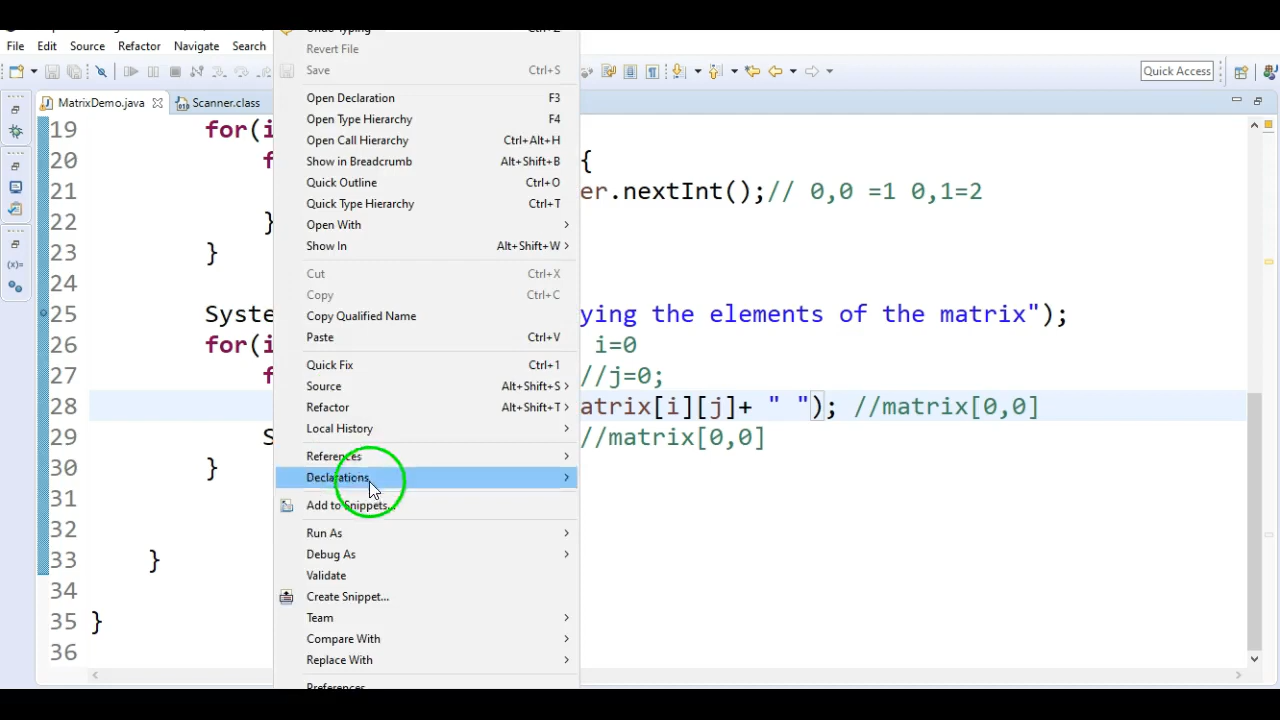 Undo Typing Ctrl+Z
File Edit Source Refactor Navigate Search
Revert File
Save Ctrl+S
Quick Access
MatrixDemo.java Scanner.class
Open Declaration F3
Open Type Hierarchy F4
Open Call Hierarchy Ctrl+Alt+H
Show in Breadcrumb Alt+Shift+B
Quick Outline Ctrl+O
Quick Type Hierarchy Ctrl+T
Open With
Show In Alt+Shift+W
Cut Ctrl+X
Copy Ctrl+C
Copy Qualified Name
Paste Ctrl+V
Quick Fix Ctrl+1
Source Alt+Shift+S
Refactor Alt+Shift+T
Local History
References
Declarations
Add to Snippets...
Run As
Debug As
Validate
Create Snippet...
Team
Compare With
Replace With
Preferences
19 for(i
20 f {
21 er.nextInt();// 0,0 =1 0,1=2
22 }
23 }
24
25 Syste ying the elements of the matrix");
26 for(i i=0
27 f //j=0;
28 atrix[i][j]+ " "); //matrix[0,0]
29 S //matrix[0,0]
30 }
31
32
33 }
34
35 }
36